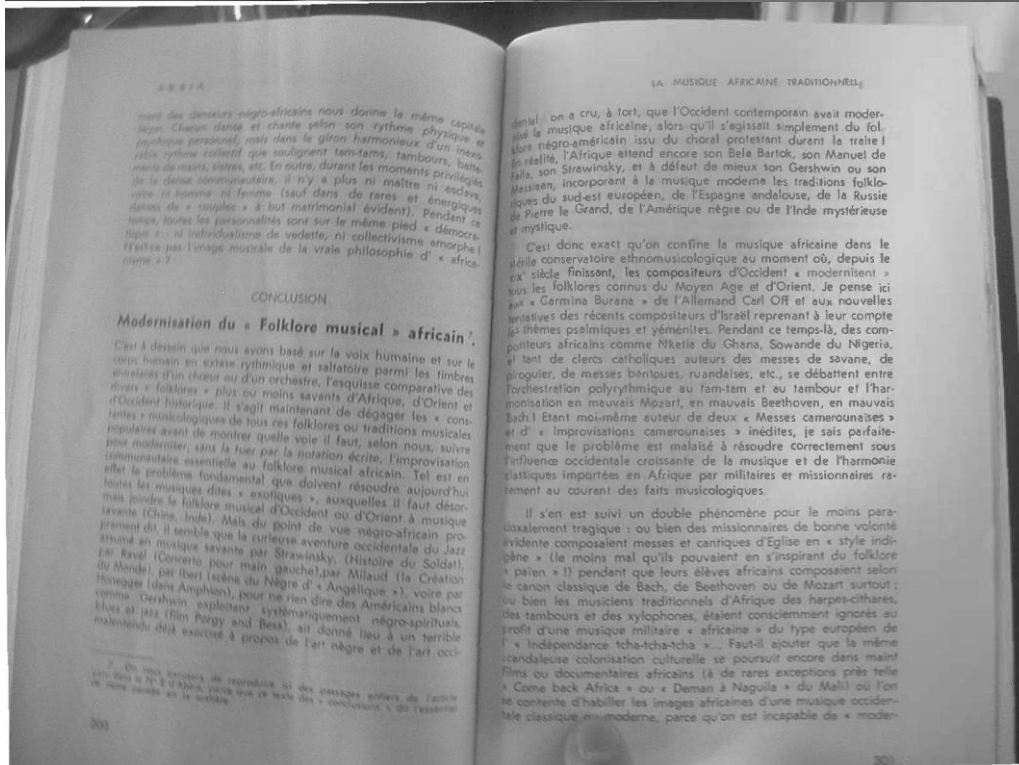 ABBIA
ment des danseurs négro-africains nous donne la même capitale
leçon. Chacun danse et chante selon son rythme physique et
psychique personnel, mais dans le giron harmonieux d'un inexo-
rable rythme collectif que soulignent tam-tams, tambours, batte-
ments de mains, sistres, etc. En outre, durant les moments privilégiés
de la danse communautaire, il n'y a plus ni maître ni esclave,
voire ni homme ni femme (sauf dans de rares et énergiques
danses de « couples » à but matrimonial évident). Pendant ce
temps, toutes les personnalités sont sur le même pied « démocra-
tique » : ni individualisme de vedette, ni collectivisme amorphe !
N'est-ce pas l'image musicale de la vraie philosophie d' « africa-
nisme » ?
CONCLUSION
Modernisation du « Folklore musical » africain 7.
C'est à dessein que nous avons basé sur la voix humaine et sur le
corps humain en extase rythmique et saltatoire parmi les timbres
entrelacés d'un chœur ou d'un orchestre, l'esquisse comparative des
divers « folklores » plus ou moins savants d'Afrique, d'Orient et
d'Occident historique. Il s'agit maintenant de dégager les « cons-
tantes » musicologiques de tous ces folklores ou traditions musicales
populaires avant de montrer quelle voie il faut, selon nous, suivre
pour moderniser, sans la tuer par la notation écrite, l'improvisation
communautaire essentielle au folklore musical africain. Tel est en
effet le problème fondamental que doivent résoudre aujourd'hui
toutes les musiques dites « exotiques », auxquelles il faut désor-
mais joindre le folklore musical d'Occident ou d'Orient à musique
savante (Chine, Inde). Mais du point de vue négro-africain pro-
prement dit, il semble que la curieuse aventure occidentale du Jazz
assumé en musique savante par Strawinsky, (Histoire du Soldat),
par Ravel (Concerto pour main gauche),par Milaud (la Création
du Monde), par Ibert (scène du Nègre d' « Angélique »), voire par
Honegger (dans Amphion), pour ne rien dire des Américains blancs
comme Gershwin exploitant systématiquement négro-spirituals,
blues et jazz (film Porgy and Bess), ait donné lieu à un terrible
malentendu déjà exorcisé à propos de l'art nègre et de l'art occi-
7. On nous excusera de reproduire ici des passages entiers de l'article
paru dans le N° 8 d'Abbia, parce que ce texte des « conclusions » dit l'essentiel
de notre pensée en la matière.
300
LA MUSIQUE AFRICAINE TRADITIONNELLE
dental : on a cru, à tort, que l'Occident contemporain avait moder-
nisé la musique africaine, alors qu'il s'agissait simplement du fol-
klore négro-américain issu du choral protestant durant la traite !
En réalité, l'Afrique attend encore son Bela Bartok, son Manuel de
Falla, son Strawinsky, et à défaut de mieux son Gershwin ou son
Messiaen, incorporant à la musique moderne les traditions folklo-
riques du sud-est européen, de l'Espagne andalouse, de la Russie
de Pierre le Grand, de l'Amérique nègre ou de l'Inde mystérieuse
et mystique.
C'est donc exact qu'on confine la musique africaine dans le
stérile conservatoire ethnomusicologique au moment où, depuis le
XIXe siècle finissant, les compositeurs d'Occident « modernisent »
tous les folklores connus du Moyen Age et d'Orient. Je pense ici
aux « Carmina Burana » de l'Allemand Carl Off et aux nouvelles
tentatives des récents compositeurs d'Israël reprenant à leur compte
les thèmes psalmiques et yéménites. Pendant ce temps-là, des com-
positeurs africains comme Nketia du Ghana, Sowande du Nigeria,
et tant de clercs catholiques auteurs des messes de savane, de
piroguier, de messes bantoues, ruandaises, etc., se débattent entre
l'orchestration polyrythmique au tam-tam et au tambour et l'har-
monisation en mauvais Mozart, en mauvais Beethoven, en mauvais
Bach ! Etant moi-même auteur de deux « Messes camerounaises »
et d' « Improvisations camerounaises » inédites, je sais parfaite-
ment que le problème est malaisé à résoudre correctement sous
l'influence occidentale croissante de la musique et de l'harmonie
classiques importées en Afrique par militaires et missionnaires ra-
rement au courant des faits musicologiques.
Il s'en est suivi un double phénomène pour le moins para-
doxalement tragique : ou bien des missionnaires de bonne volonté
évidente composaient messes et cantiques d'Eglise en « style indi-
gène » (le moins mal qu'ils pouvaient en s'inspirant du folklore
« païen » !) pendant que leurs élèves africains composaient selon
le canon classique de Bach, de Beethoven ou de Mozart surtout ;
ou bien les musiciens traditionnels d'Afrique des harpes-cithares,
des tambours et des xylophones, étaient consciemment ignorés au
profit d'une musique militaire « africaine » du type européen de
l' « Indépendance tcha-tcha-tcha »... Faut-il ajouter que la même
scandaleuse colonisation culturelle se poursuit encore dans maint
films ou documentaires africains (à de rares exceptions près telle
« Come back Africa » ou « Deman à Naguila » du Mali) où l'on
se contente d'habiller les images africaines d'une musique occiden-
tale classique ou moderne, parce qu'on est incapable de « moder-
301